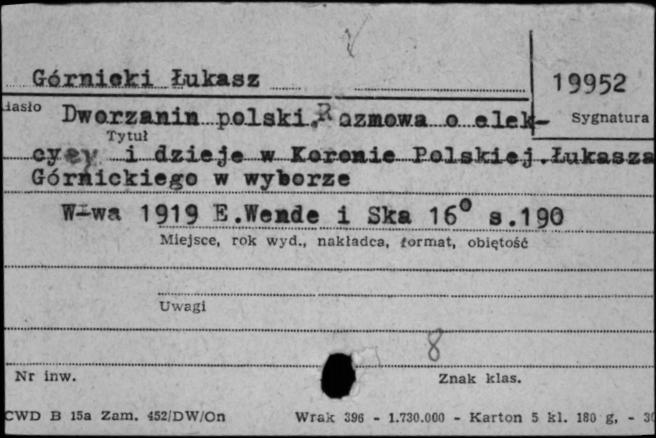 Górnicki Łukasz
19952
iasło
Dworzanin polski.Rozmowa o elek-
Sygnatura
Tytuł
cyey i dzieje w Koronie Polskiej.Łukasza
Górnickiego w wyborze
W-wa 1919 E.Wende i Ska 16° s.190
Miejsce, rok wyd., nakładca, format, objętość
Uwagi
8
Nr inw.
Znak klas.
CWD B 15a Zam. 452/DW/On
Wrak 396 - 1.730.000 - Karton 5 kl. 180 g, - 30